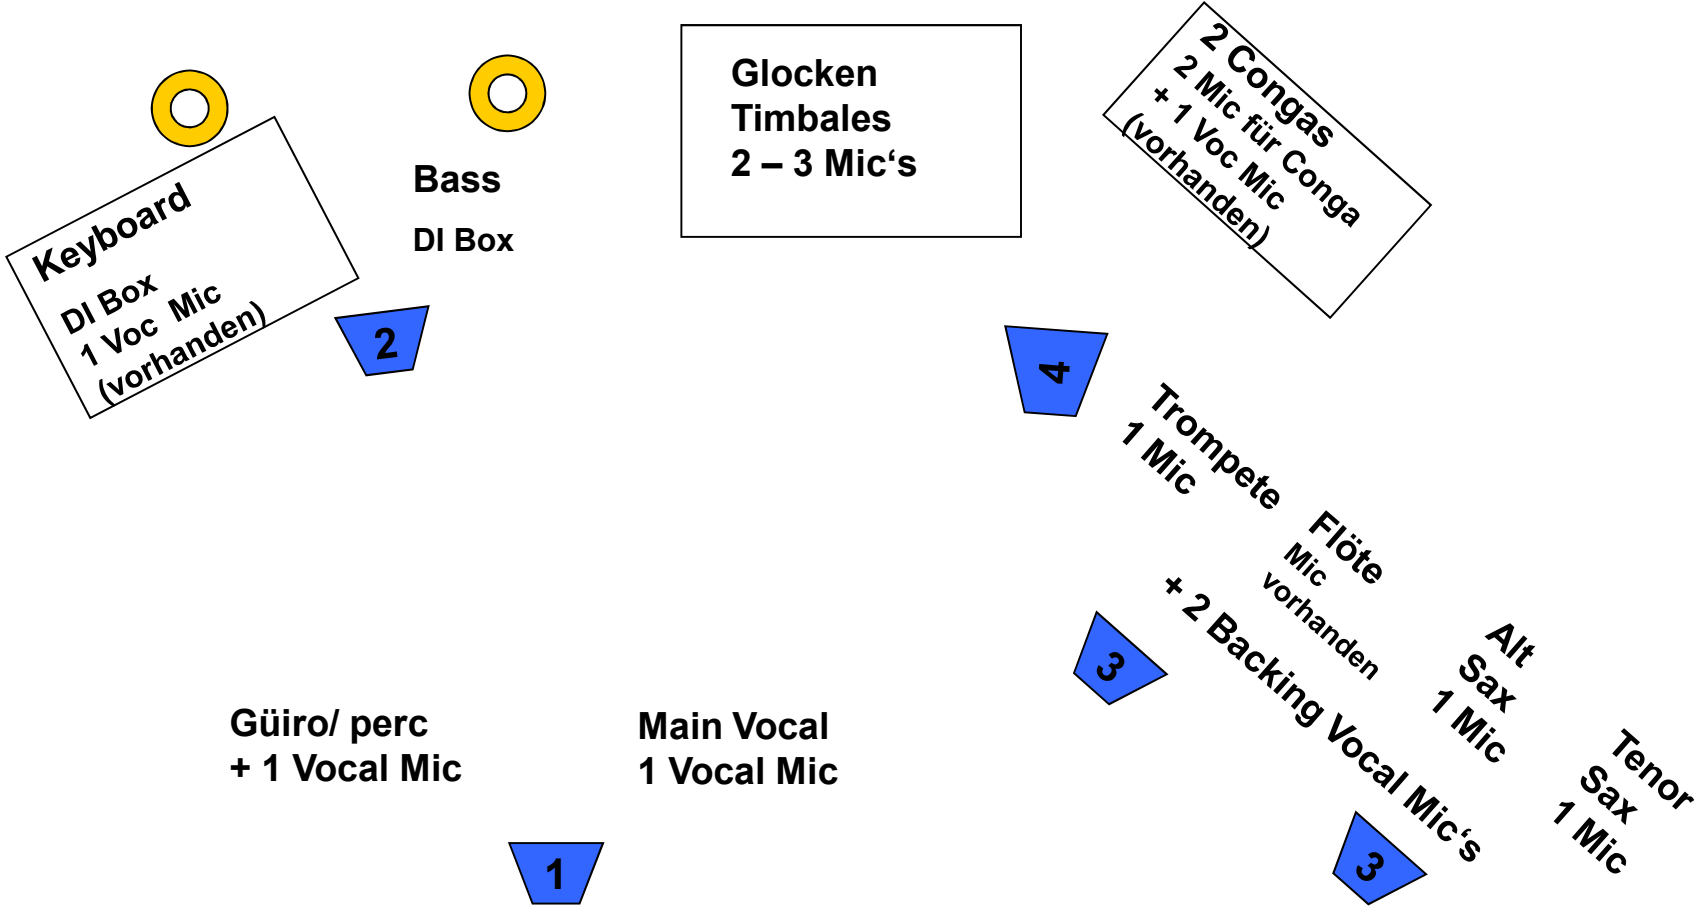 Glocken
Timbales
2 – 3 Mic‘s
2 Congas
2 Mic für Conga
+ 1 Voc Mic
(vorhanden)
Keyboard
DI Box
1 Voc Mic
(vorhanden)
Bass
DI Box
2
4
Trompete
1 Mic
Flöte
Mic
vorhanden
+ 2 Backing Vocal Mic‘s
Alt
Sax
1 Mic
Tenor
Sax
1 Mic
3
Güiro/ perc
+ 1 Vocal Mic
Main Vocal
1 Vocal Mic
1
3